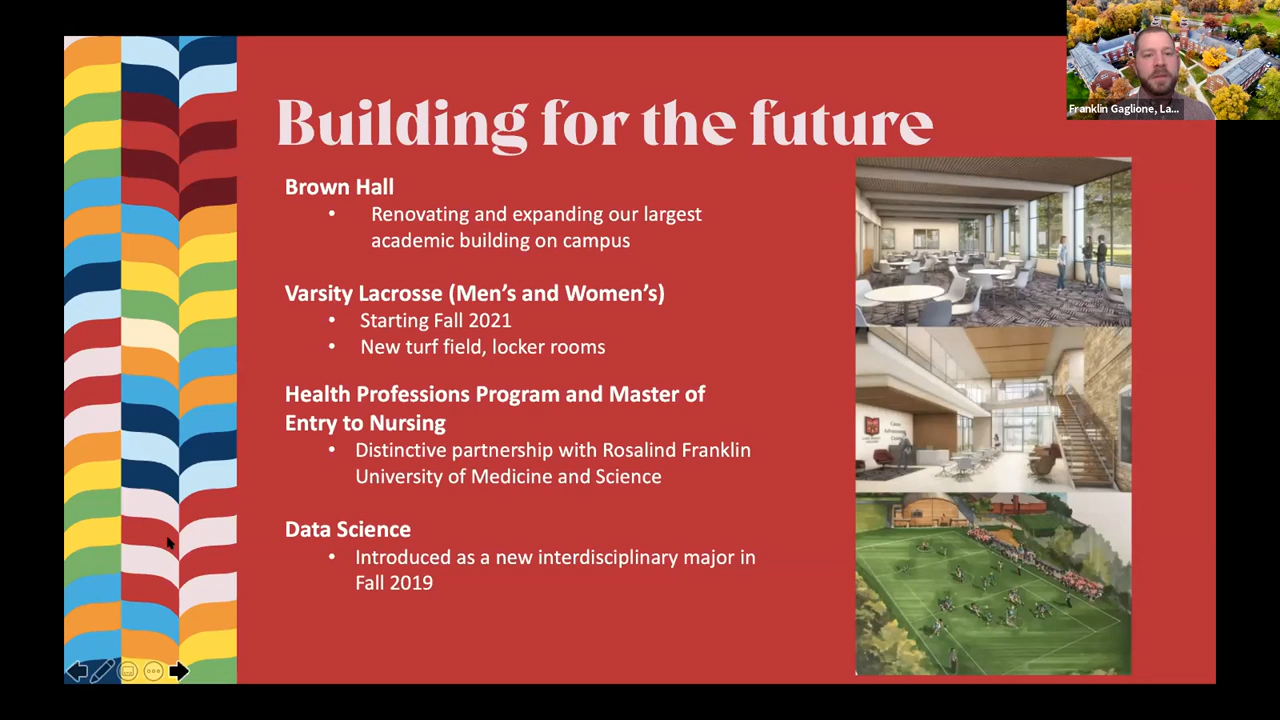 Franklin Gaglione, La...
Building for the future
Brown Hall
• Renovating and expanding our largest
academic building on campus
Varsity Lacrosse (Men's and Women's)
• Starting Fall 2021
• New turf field, locker rooms
Health Professions Program and Master of
Entry to Nursing
• Distinctive partnership with Rosalind Franklin
University of Medicine and Science
Data Science
• Introduced as a new interdisciplinary major in
Fall 2019